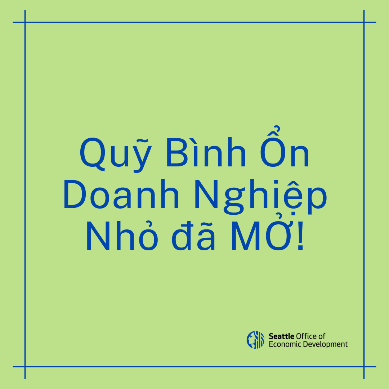 Quỹ Bình Ổn
Doanh Nghiệp
Nhỏ đã MỞ!
Seattle Office of
Economic Development